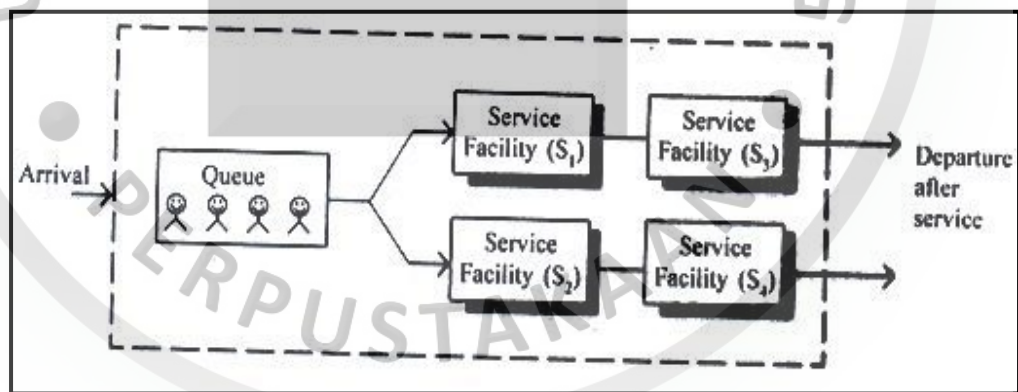 Arrival
Queue
Service
Facility (S₁)
Service
Facility (S₃)
Service
Facility (S₂)
Service
Facility (S₄)
Departure
after
service
PERPUSTAKAAN